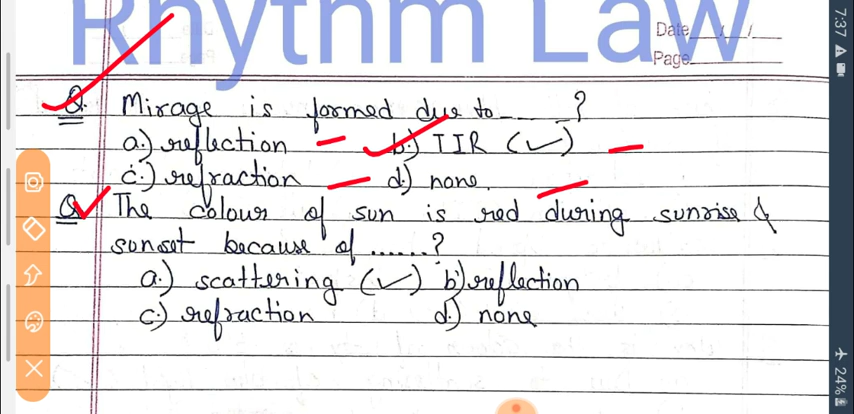 Rhythm Law
Date / /
Page
Q. Mirage is formed due to ____?
a.) reflection b.) TIR (✓)
c.) refraction d.) none.
Q The colour of sun is red during sunrise &
sunset because of ......?
a.) scattering (✓) b) reflection
c.) refraction d.) none
7:37
24%